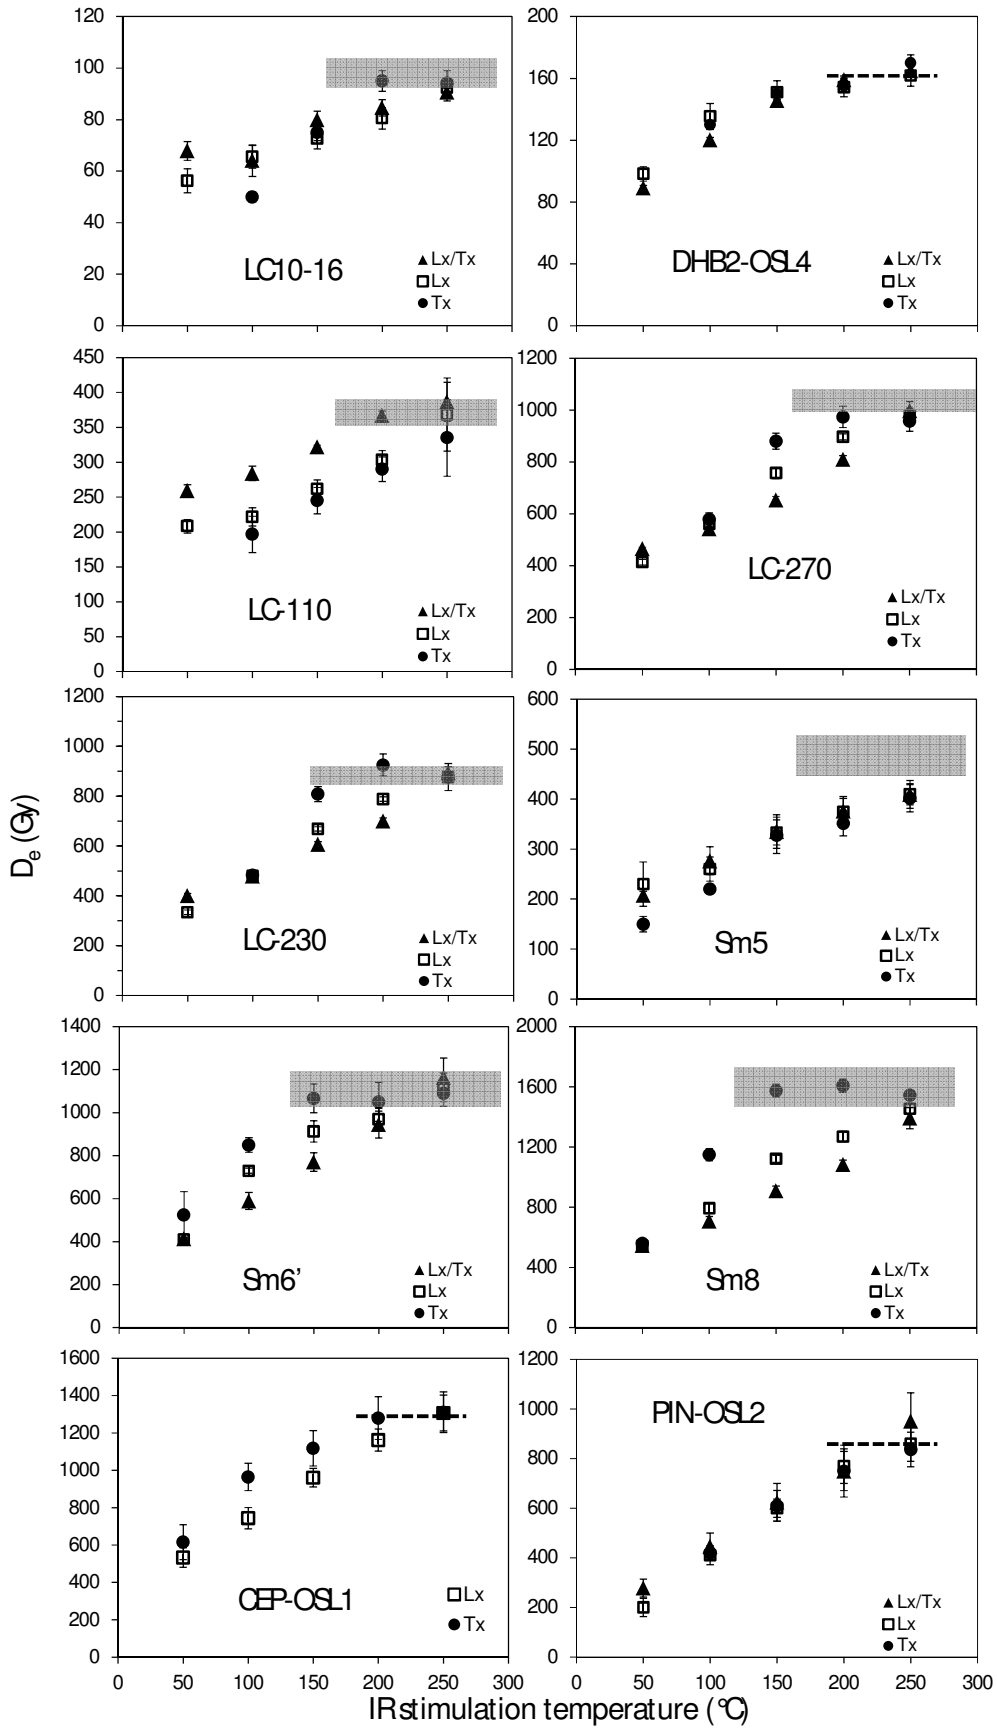 120
100
80
60
40
20
0
LC10-16
Lx/Tx
Lx
Tx
200
160
120
80
40
0
DHB2-OSL4
Lx/Tx
Lx
Tx
450
400
350
300
250
200
150
100
50
0
LC-110
Lx/Tx
Lx
Tx
1200
1000
800
600
400
200
0
LC-270
Lx/Tx
Lx
Tx
1200
1000
800
600
400
200
0
LC-230
Lx/Tx
Lx
Tx
600
500
400
300
200
100
0
Sm5
Lx/Tx
Lx
Tx
De (Gy)
1400
1200
1000
800
600
400
200
0
Sm6’
Lx/Tx
Lx
Tx
2000
1600
1200
800
400
0
Sm8
Lx/Tx
Lx
Tx
1600
1400
1200
1000
800
600
400
200
0
CEP-OSL1
Lx
Tx
0 50 100 150 200 250 300
1200
1000
800
600
400
200
0
PIN-OSL2
Lx/Tx
Lx
Tx
0 50 100 150 200 250 300
IR stimulation temperature (°C)